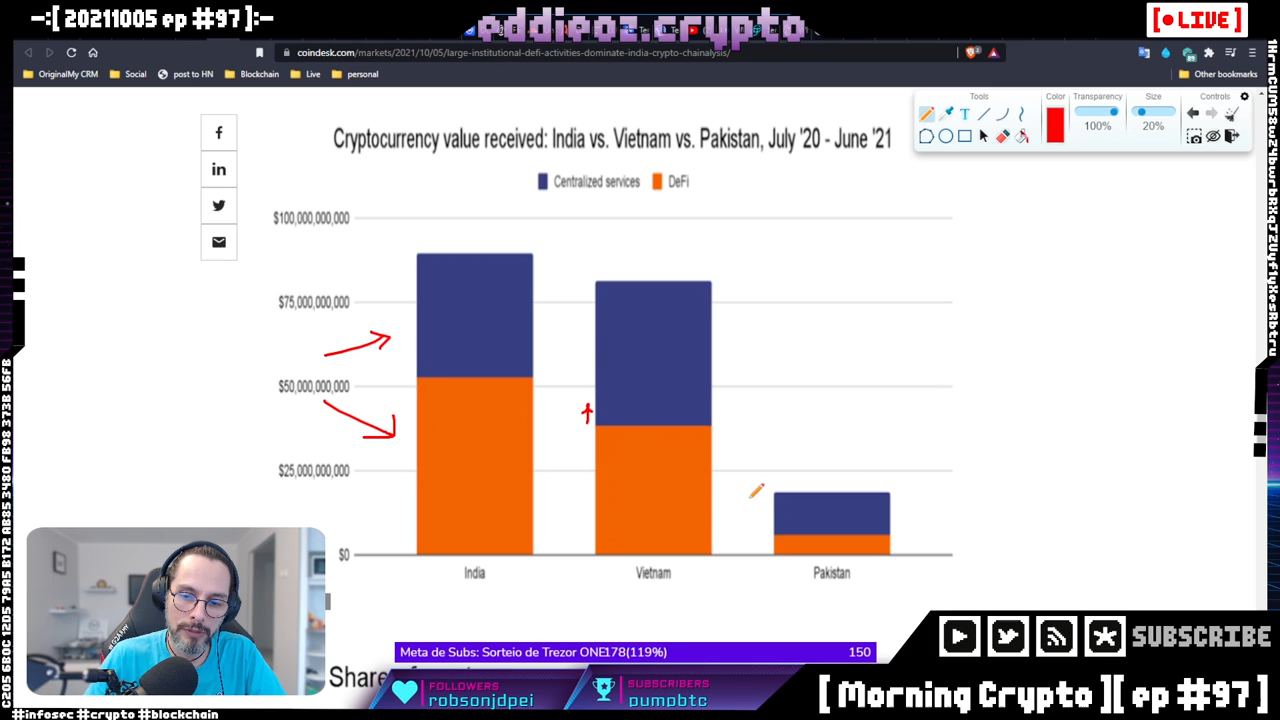 -:[ 20211005 ep #97 ]:-
eddieoz.crypto
[ LIVE ]
coindesk.com/markets/2021/10/05/large-institutional-defi-activities-dominate-india-crypto-chainalysis/
OriginalMy CRM
Social
post to HN
Blockchain
Live
personal
Other bookmarks
Tools
Color
Transparency
Size
Controls
100%
20%
Cryptocurrency value received: India vs. Vietnam vs. Pakistan, July '20 - June '21
Centralized services
DeFi
$100,000,000,000
$75,000,000,000
$50,000,000,000
$25,000,000,000
$0
India
Vietnam
Pakistan
Meta de Subs: Sorteio de Trezor ONE178(119%)
150
FOLLOWERS
robsonjdpei
SUBSCRIBERS
pumpbtc
SUBSCRIBE
[ Morning Crypto ][ ep #97 ]
#infosec #crypto #blockchain